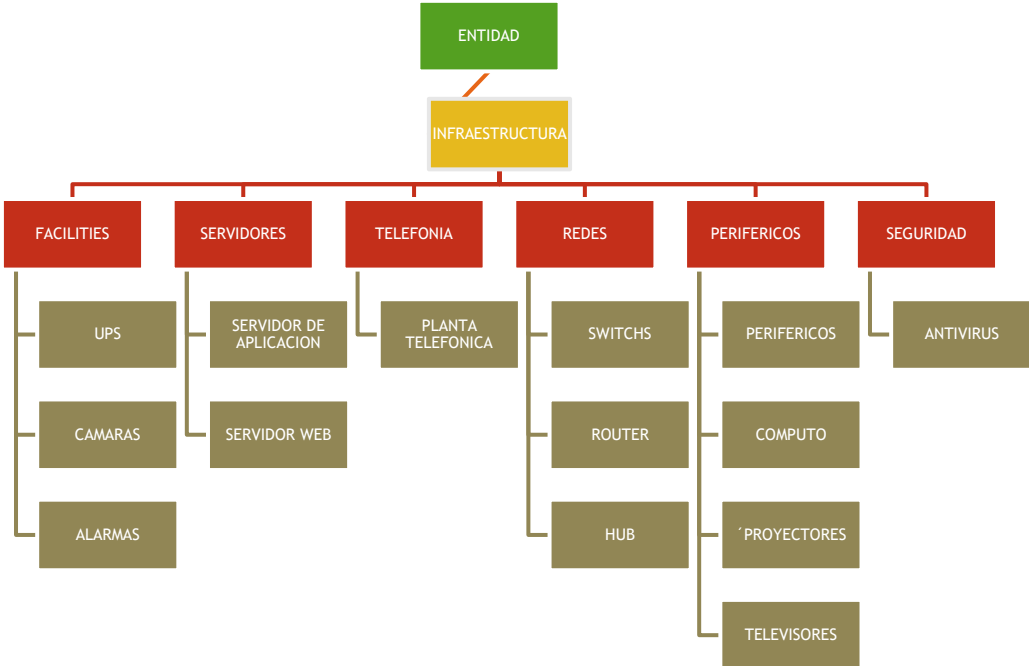 ENTIDAD
INFRAESTRUCTURA
FACILITIES
SERVIDORES
TELEFONIA
REDES
PERIFERICOS
SEGURIDAD
UPS
SERVIDOR DE
APLICACION
PLANTA
TELEFONICA
SWITCHS
PERIFERICOS
ANTIVIRUS
CAMARAS
SERVIDOR WEB
ROUTER
COMPUTO
ALARMAS
HUB
´PROYECTORES
TELEVISORES